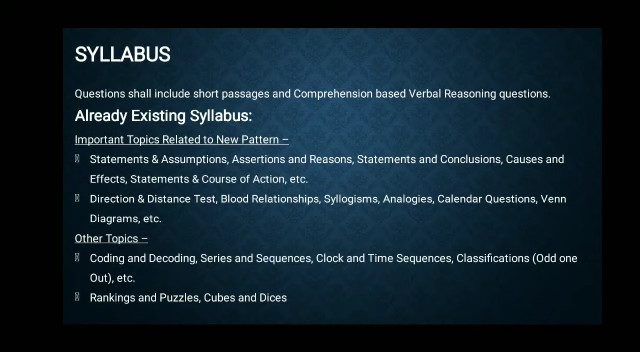 SYLLABUS
Questions shall include short passages and Comprehension based Verbal Reasoning questions.
Already Existing Syllabus:
Important Topics Related to New Pattern –
Statements & Assumptions, Assertions and Reasons, Statements and Conclusions, Causes and
Effects, Statements & Course of Action, etc.
Direction & Distance Test, Blood Relationships, Syllogisms, Analogies, Calendar Questions, Venn
Diagrams, etc.
Other Topics –
Coding and Decoding, Series and Sequences, Clock and Time Sequences, Classifications (Odd one
Out), etc.
Rankings and Puzzles, Cubes and Dices